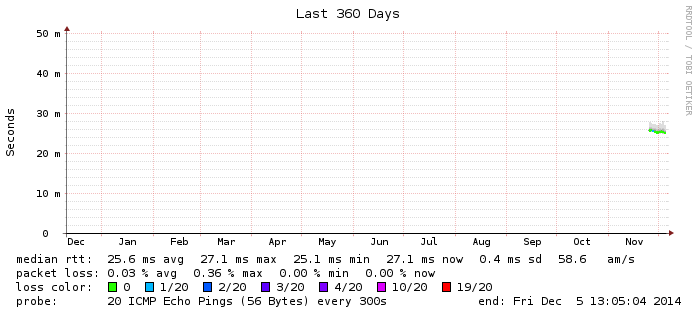 Last 360 Days
RRDTOOL / TOBI OETIKER
Seconds
50 m
40 m
30 m
20 m
10 m
0
Dec Jan Feb Mar Apr May Jun Jul Aug Sep Oct Nov
median rtt: 25.6 ms avg 27.1 ms max 25.1 ms min 27.1 ms now 0.4 ms sd 58.6 am/s
packet loss: 0.03 % avg 0.36 % max 0.00 % min 0.00 % now
loss color: 0 1/20 2/20 3/20 4/20 10/20 19/20
probe: 20 ICMP Echo Pings (56 Bytes) every 300s end: Fri Dec 5 13:05:04 2014